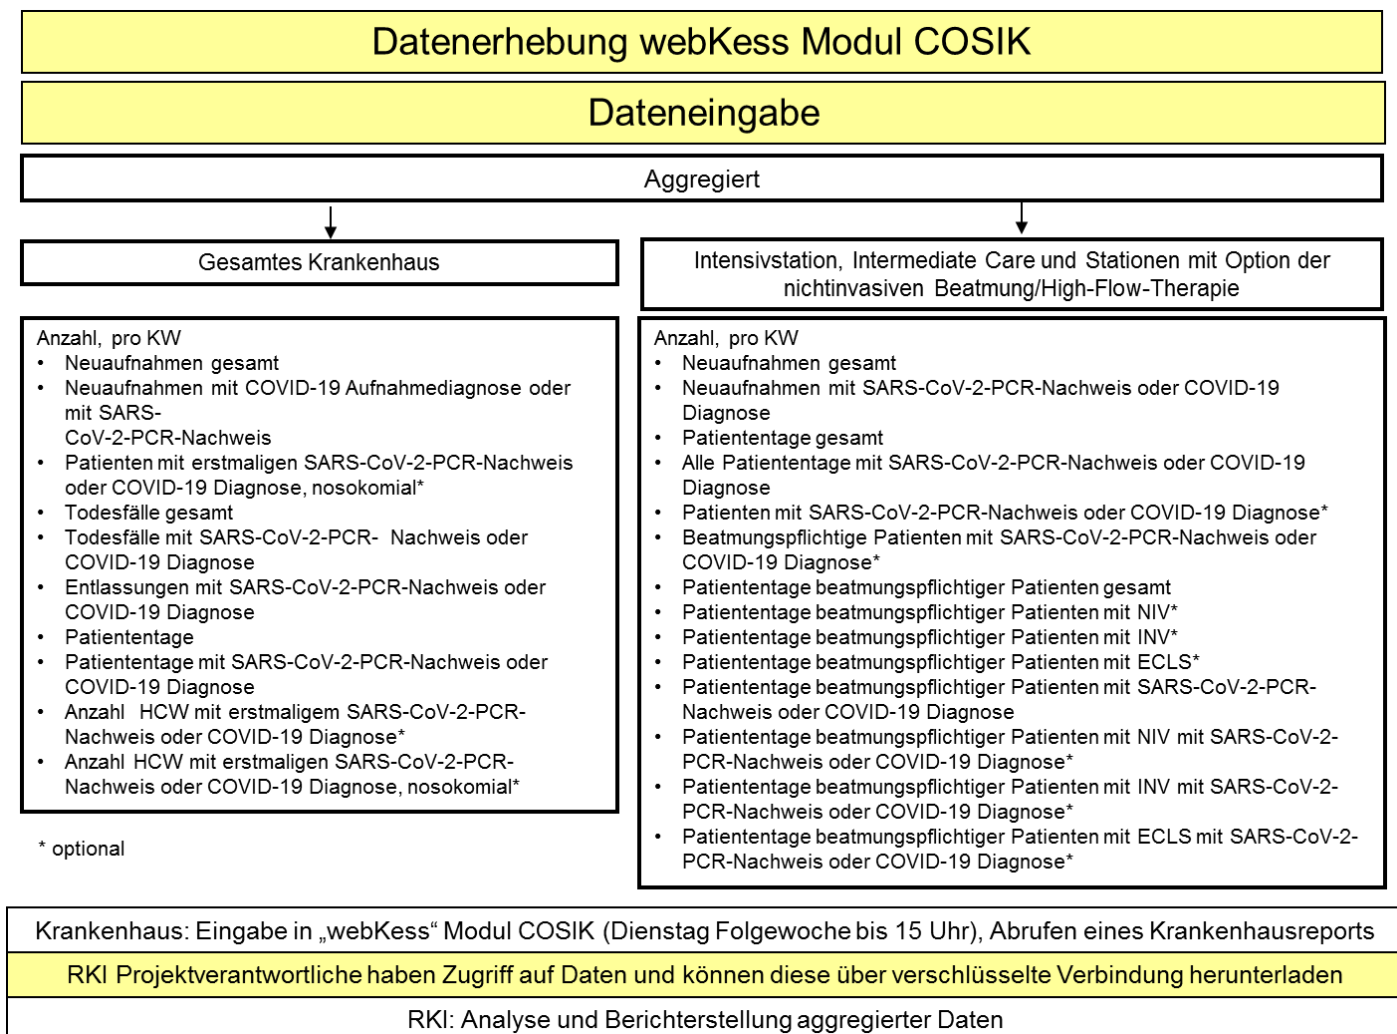 Datenerhebung webKess Modul COSIK
Dateneingabe
Aggregiert
Gesamtes Krankenhaus
Anzahl, pro KW
• Neuaufnahmen gesamt
• Neuaufnahmen mit COVID-19 Aufnahmediagnose oder
mit SARS-
CoV-2-PCR-Nachweis
• Patienten mit erstmaligen SARS-CoV-2-PCR-Nachweis
oder COVID-19 Diagnose, nosokomial*
• Todesfälle gesamt
• Todesfälle mit SARS-CoV-2-PCR- Nachweis oder
COVID-19 Diagnose
• Entlassungen mit SARS-CoV-2-PCR-Nachweis oder
COVID-19 Diagnose
• Patiententage
• Patiententage mit SARS-CoV-2-PCR-Nachweis oder
COVID-19 Diagnose
• Anzahl HCW mit erstmaligem SARS-CoV-2-PCR-
Nachweis oder COVID-19 Diagnose*
• Anzahl HCW mit erstmaligen SARS-CoV-2-PCR-
Nachweis oder COVID-19 Diagnose, nosokomial*
* optional
Intensivstation, Intermediate Care und Stationen mit Option der
nichtinvasiven Beatmung/High-Flow-Therapie
Anzahl, pro KW
• Neuaufnahmen gesamt
• Neuaufnahmen mit SARS-CoV-2-PCR-Nachweis oder COVID-19
Diagnose
• Patiententage gesamt
• Alle Patiententage mit SARS-CoV-2-PCR-Nachweis oder COVID-19
Diagnose
• Patienten mit SARS-CoV-2-PCR-Nachweis oder COVID-19 Diagnose*
• Beatmungspflichtige Patienten mit SARS-CoV-2-PCR-Nachweis oder
COVID-19 Diagnose*
• Patiententage beatmungspflichtiger Patienten gesamt
• Patiententage beatmungspflichtiger Patienten mit NIV*
• Patiententage beatmungspflichtiger Patienten mit INV*
• Patiententage beatmungspflichtiger Patienten mit ECLS*
• Patiententage beatmungspflichtiger Patienten mit SARS-CoV-2-PCR-
Nachweis oder COVID-19 Diagnose
• Patiententage beatmungspflichtiger Patienten mit NIV mit SARS-CoV-2-
PCR-Nachweis oder COVID-19 Diagnose*
• Patiententage beatmungspflichtiger Patienten mit INV mit SARS-CoV-2-
PCR-Nachweis oder COVID-19 Diagnose*
• Patiententage beatmungspflichtiger Patienten mit ECLS mit SARS-CoV-2-
PCR-Nachweis oder COVID-19 Diagnose*
Krankenhaus: Eingabe in „webKess“ Modul COSIK (Dienstag Folgewoche bis 15 Uhr), Abrufen eines Krankenhausreports
RKI Projektverantwortliche haben Zugriff auf Daten und können diese über verschlüsselte Verbindung herunterladen
RKI: Analyse und Berichterstellung aggregierter Daten